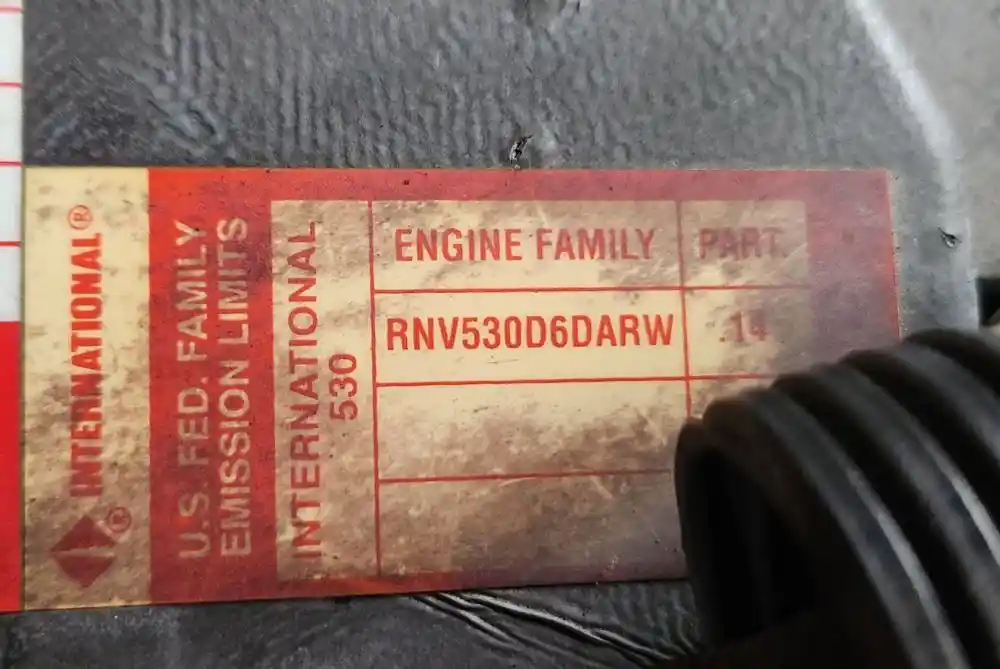 INTERNATIONAL®
®
U.S. FED. FAMILY
EMISSION LIMITS
INTERNATIONAL
530
ENGINE FAMILY
PART.
RNV530D6DARW
.14